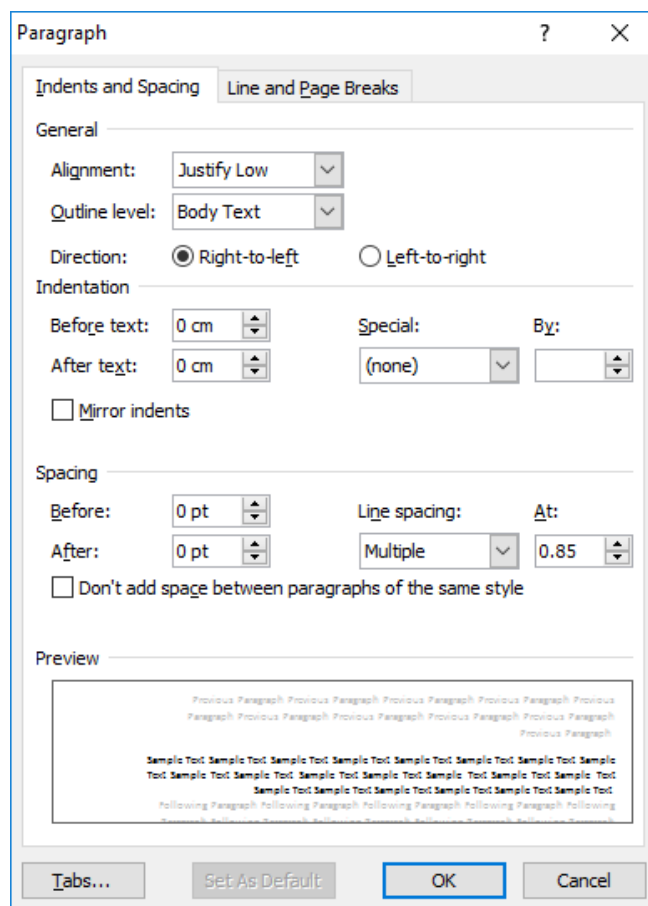 Paragraph ? 
Indents and Spacing Line and Page Breaks
General
Alignment: Justify Low
Outline level: Body Text
Direction: Right-to-left Left-to-right
Indentation
Before text: 0 cm Special: By:
After text: 0 cm (none)
Mirror indents
Spacing
Before: 0 pt Line spacing: At:
After: 0 pt Multiple 0.85
Don't add space between paragraphs of the same style
Preview
Previous Paragraph Previous Paragraph Previous Paragraph Previous Paragraph Previous
Paragraph Previous Paragraph Previous Paragraph Previous Paragraph Previous Paragraph
Previous Paragraph
Sample Text Sample Text Sample Text Sample Text Sample Text Sample Text Sample Text Sample
Text Sample Text Sample Text Sample Text Sample Text Sample Text Sample Text Sample Text
Sample Text Sample Text Sample Text Sample Text Sample Text Sample Text
Following Paragraph Following Paragraph Following Paragraph Following Paragraph Following
Tabs... Set As Default OK Cancel